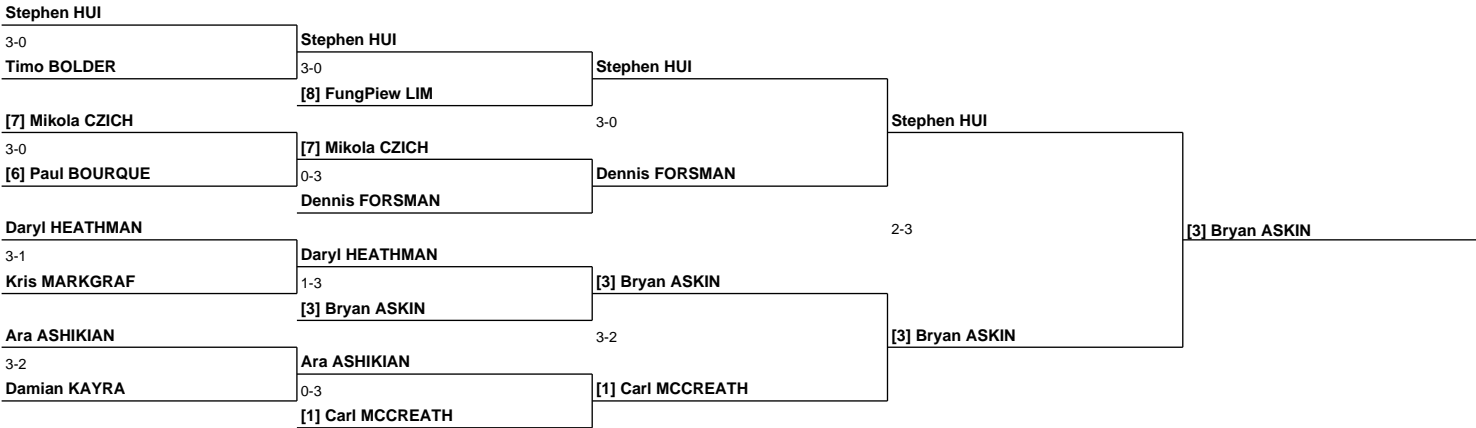 Stephen HUI
3-0
Timo BOLDER
[7] Mikola CZICH
3-0
[6] Paul BOURQUE
Daryl HEATHMAN
3-1
Kris MARKGRAF
Ara ASHIKIAN
3-2
Damian KAYRA
Stephen HUI
3-0
[8] FungPiew LIM
[7] Mikola CZICH
0-3
Dennis FORSMAN
Daryl HEATHMAN
1-3
[3] Bryan ASKIN
Ara ASHIKIAN
0-3
[1] Carl MCCREATH
Stephen HUI
3-0
Dennis FORSMAN
[3] Bryan ASKIN
3-2
[1] Carl MCCREATH
Stephen HUI
2-3
[3] Bryan ASKIN
[3] Bryan ASKIN